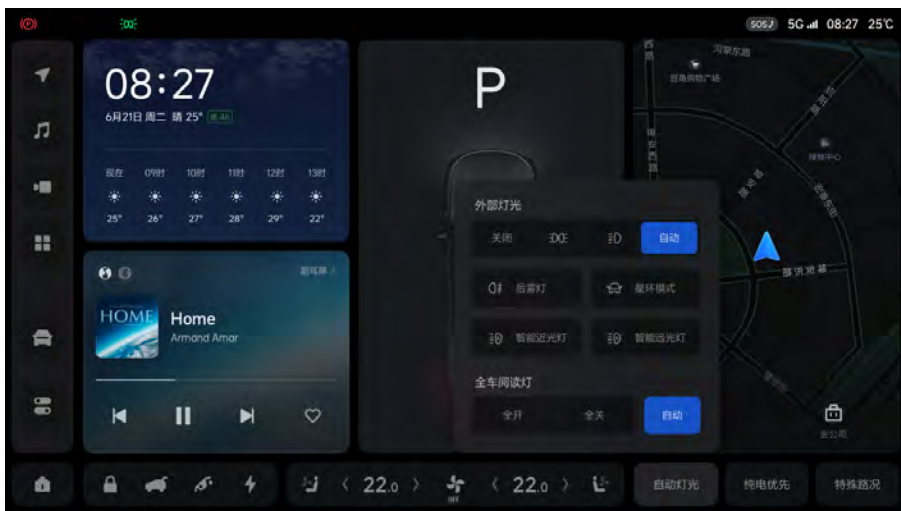 SOS 5G 08:27 25℃
08:27
6月21日 周二 晴 25°
现在 09时 10时 11时 12时 13时
25° 26° 27° 28° 29° 22°
HOME
Home
Armand Amar
P
外部灯光
关闭 自动
后雾灯 星环模式
智能近光灯 智能远光灯
全车阅读灯
全开 全关 自动
博安西路
去公司
22.0 OFF 22.0
自动灯光 纯电优先 特殊路况